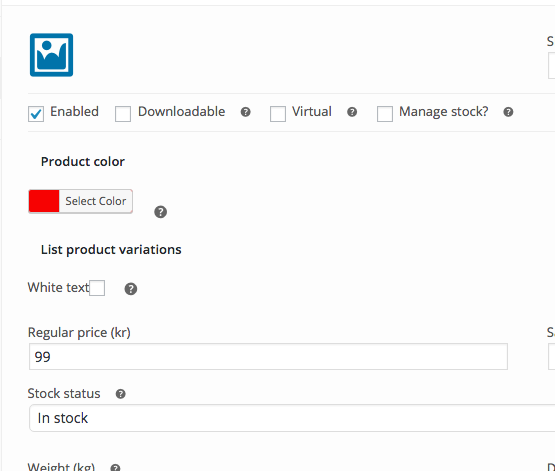 S
Enabled Downloadable ? Virtual ? Manage stock? ?
Product color
Select Color ?
List product variations
White text ?
Regular price (kr)
Sa
99
Stock status ?
In stock
Weight (kg) ?
D